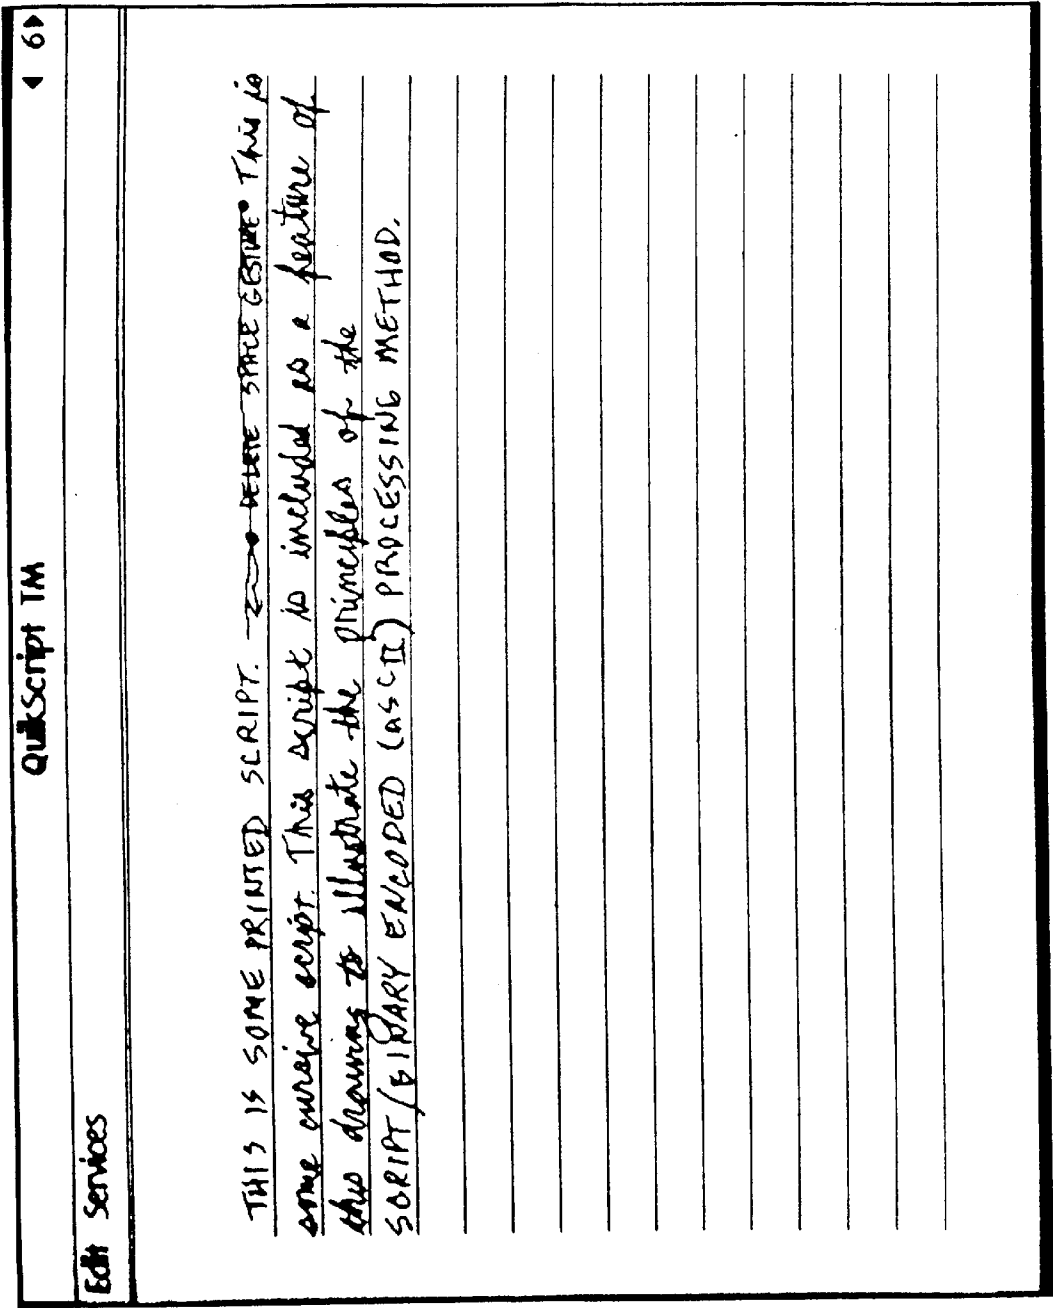 QuikScript TM
◀ 6▶
Edit Services
THIS IS SOME PRINTED SCRIPT. DELETE SPACE GESTURE This is
some cursive script. This script is included as a feature of
this drawing to illustrate the principles of the
SCRIPT/BINARY ENCODED (ASCII) PROCESSING METHOD.